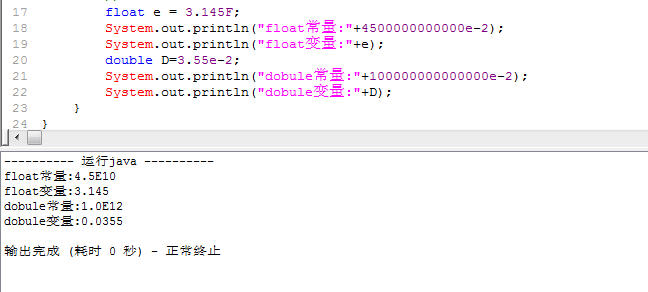 17 float e = 3.145F;
18 System.out.println("float常量:"+4500000000000e-2);
19 System.out.println("float变量:"+e);
20 double D=3.55e-2;
21 System.out.println("dobule常量:"+100000000000000e-2);
22 System.out.println("dobule变量:"+D);
23 }
24 }
---------- 运行java ----------
float常量:4.5E10
float变量:3.145
dobule常量:1.0E12
dobule变量:0.0355
输出完成 (耗时 0 秒) - 正常终止